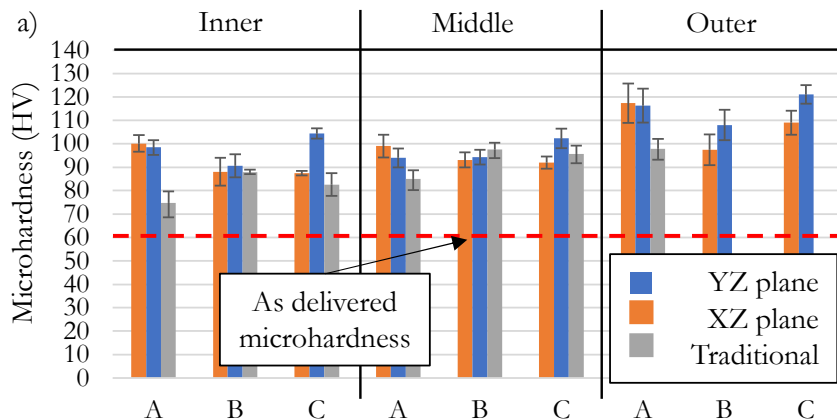 a)
Inner Middle Outer
Microhardness (HV)
140
130
120
110
100
90
80
70
60
50
40
30
20
10
0
As delivered
microhardness
YZ plane
XZ plane
Traditional
A B C A B C A B C